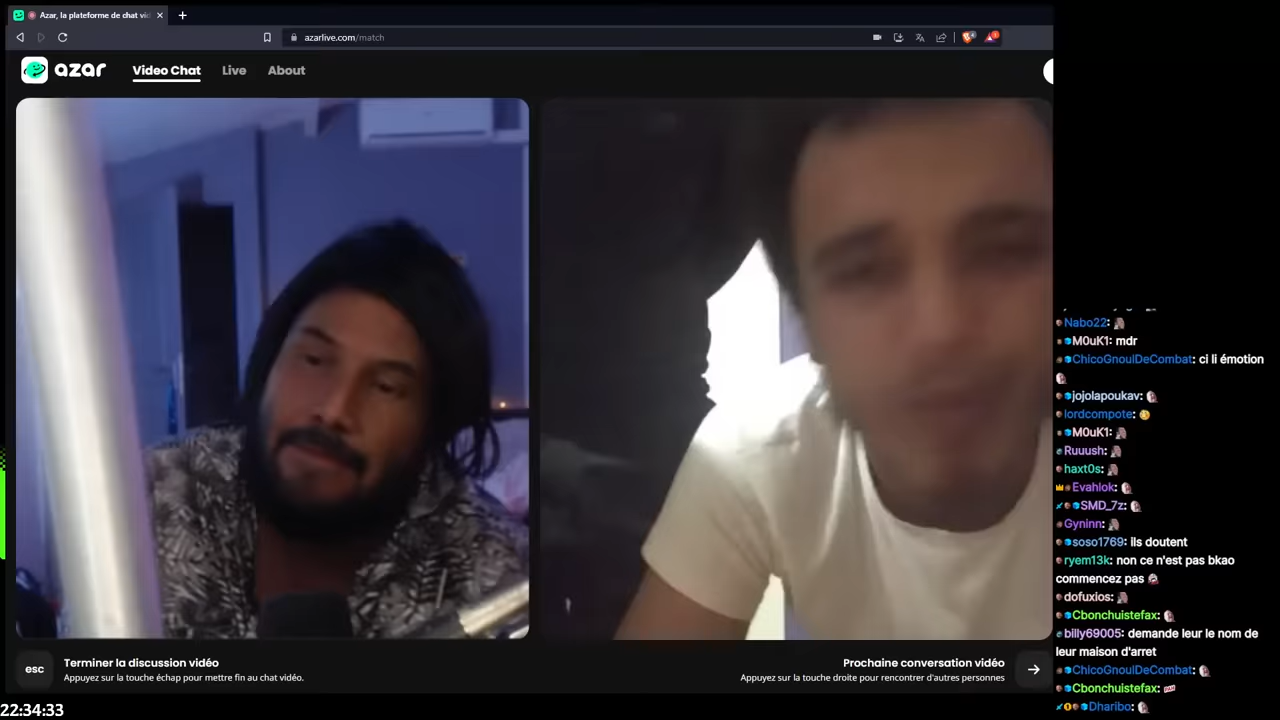 Azar, la plateforme de chat vid
azarlive.com/match
azar
Video Chat
Live
About
Nabo22:
M0uK1: mdr
ChicoGnoulDeCombat: ci li émotion
jojolapoukav:
lordcompote:
M0uK1:
Ruuush:
haxt0s:
Evahlok:
SMD_7z:
Gyninn:
soso1769: ils doutent
ryem13k: non ce n'est pas bkao
commencez pas
dofuxios:
Cbonchuistefax:
billy69005: demande leur le nom de
leur maison d'arret
ChicoGnoulDeCombat:
Cbonchuistefax:
Dharibo:
esc
Terminer la discussion vidéo
Appuyez sur la touche échap pour mettre fin au chat vidéo.
Prochaine conversation vidéo
Appuyez sur la touche droite pour rencontrer d'autres personnes
22:34:33